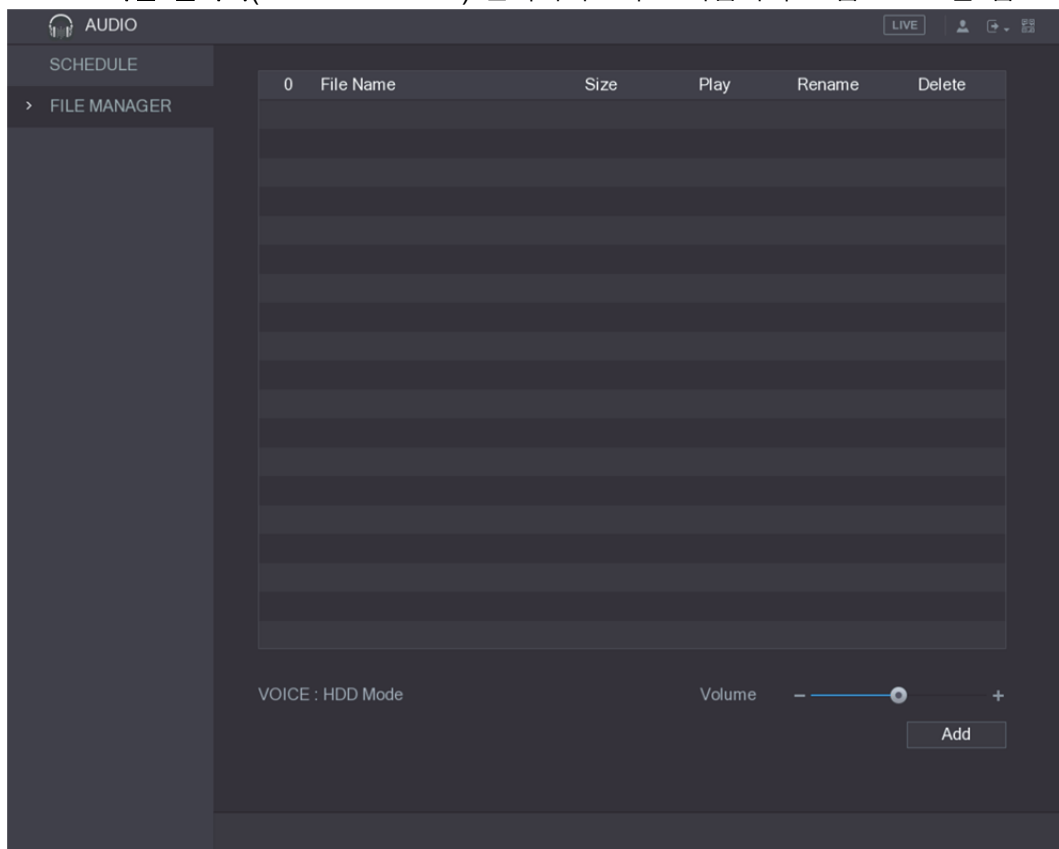 AUDIO
LIVE
SCHEDULE
FILE MANAGER
0 File Name Size Play Rename Delete
VOICE : HDD Mode
Volume
Add